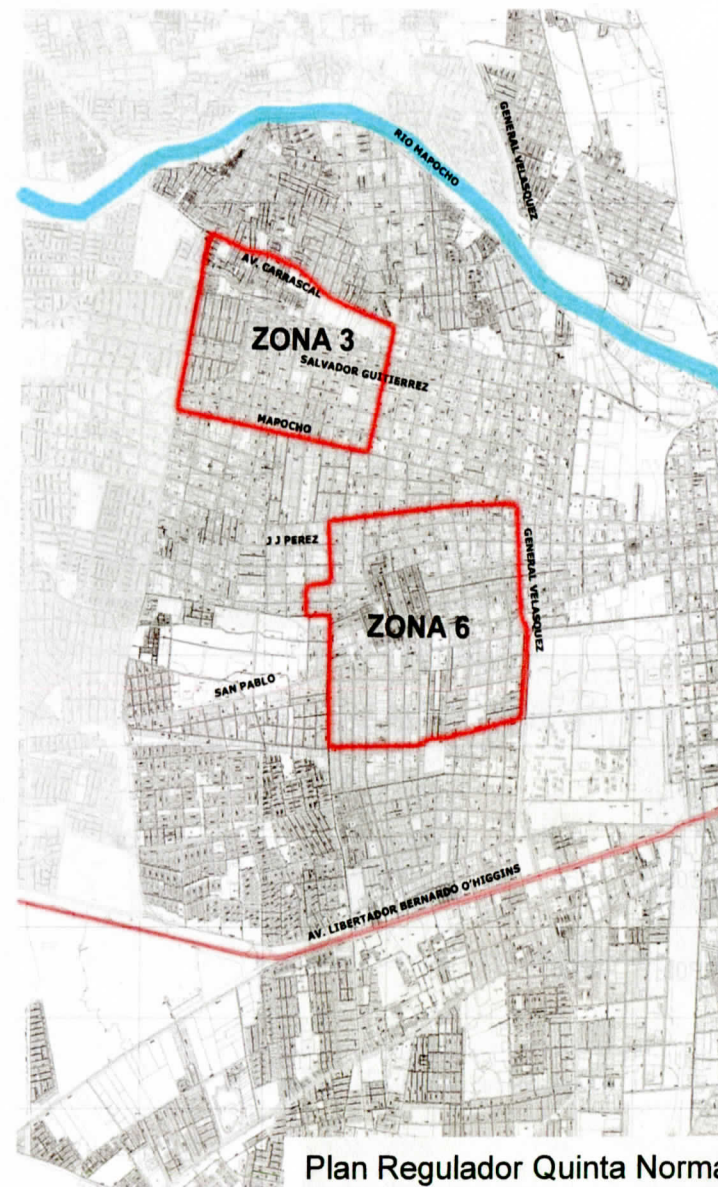 GENERAL VELASQUEZ
RIO MAPOCHO
AV. CARRASCAL
ZONA 3
SALVADOR GUITIERREZ
MAPOCHO
J J PEREZ
GENERAL VELASQUEZ
ZONA 6
SAN PABLO
AV. LIBERTADOR BERNARDO O'HIGGINS
Plan Regulador Quinta Norma